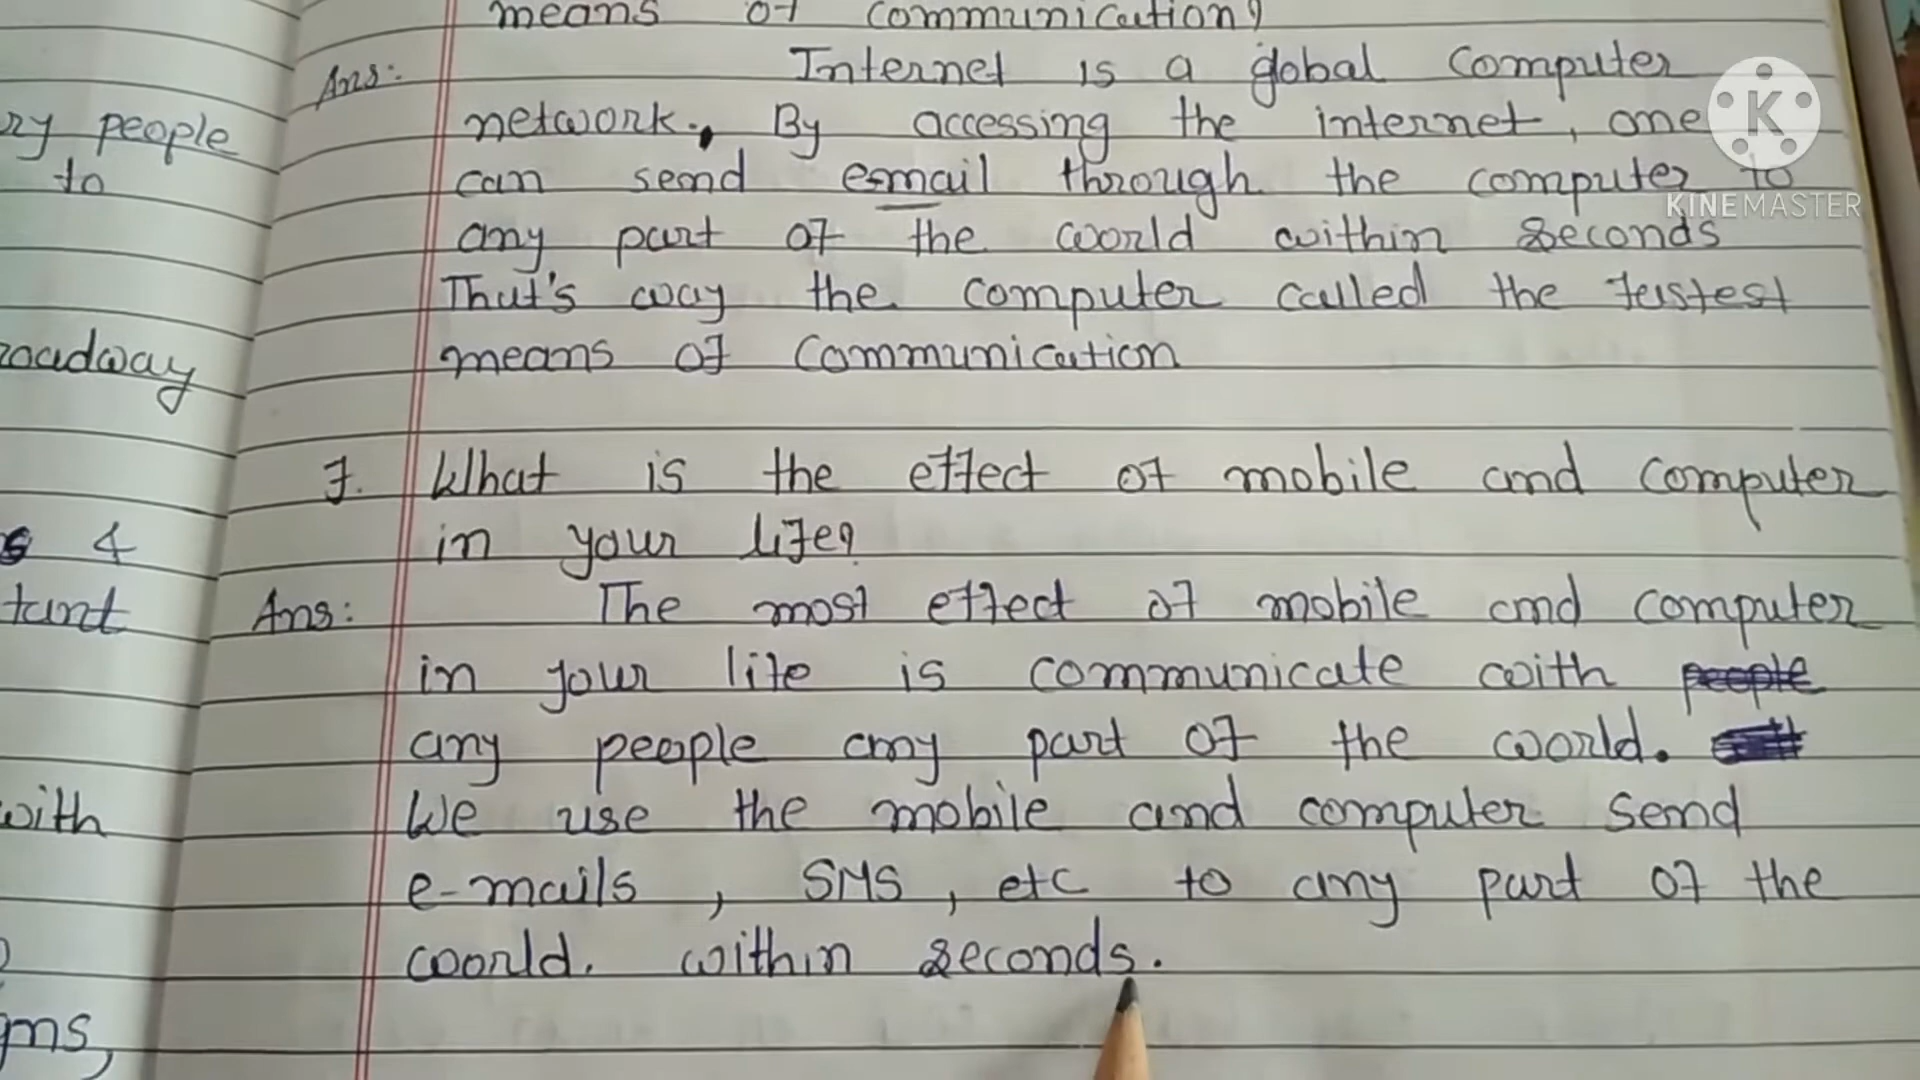 means of communication?
Ans: Internet is a global computer
network. By accessing the internet, one
can send e-mail through the computer to
any part of the world within seconds
That's way the computer called the fastest
means of communication
7. What is the effect of mobile and computer
in your life?
Ans: The most effect of mobile and computer
in your life is communicate with people
any people any part of the world.
We use the mobile and computer send
e-mails, SMS, etc to any part of the
world. within seconds.
ry people
to
roadway
s &
tant
with
gms,
K
KINEMASTER